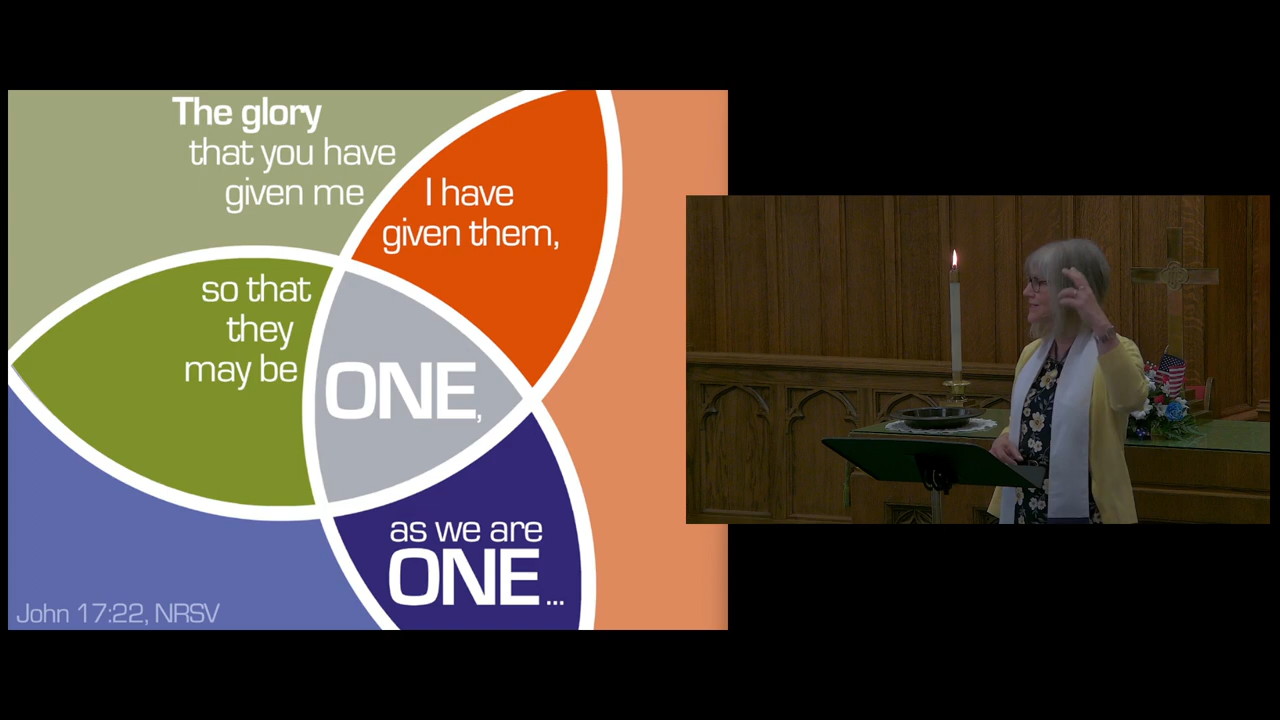 The glory
that you have
given me
I have
given them,
so that
they
may be
ONE,
as we are
ONE...
John 17:22, NRSV